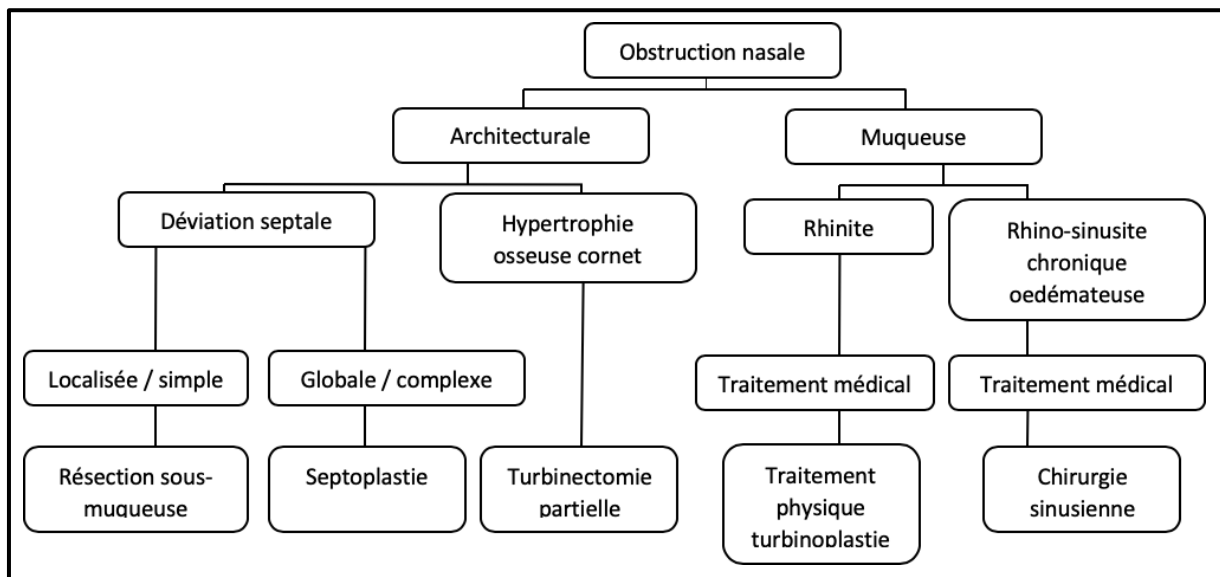 Obstruction nasale
Architecturale
Muqueuse
Déviation septale
Hypertrophie
osseuse cornet
Rhinite
Rhino-sinusite
chronique
oedémateuse
Localisée / simple
Globale / complexe
Traitement médical
Traitement médical
Résection sous-
muqueuse
Septoplastie
Turbinectomie
partielle
Traitement
physique
turbinoplastie
Chirurgie
sinusienne